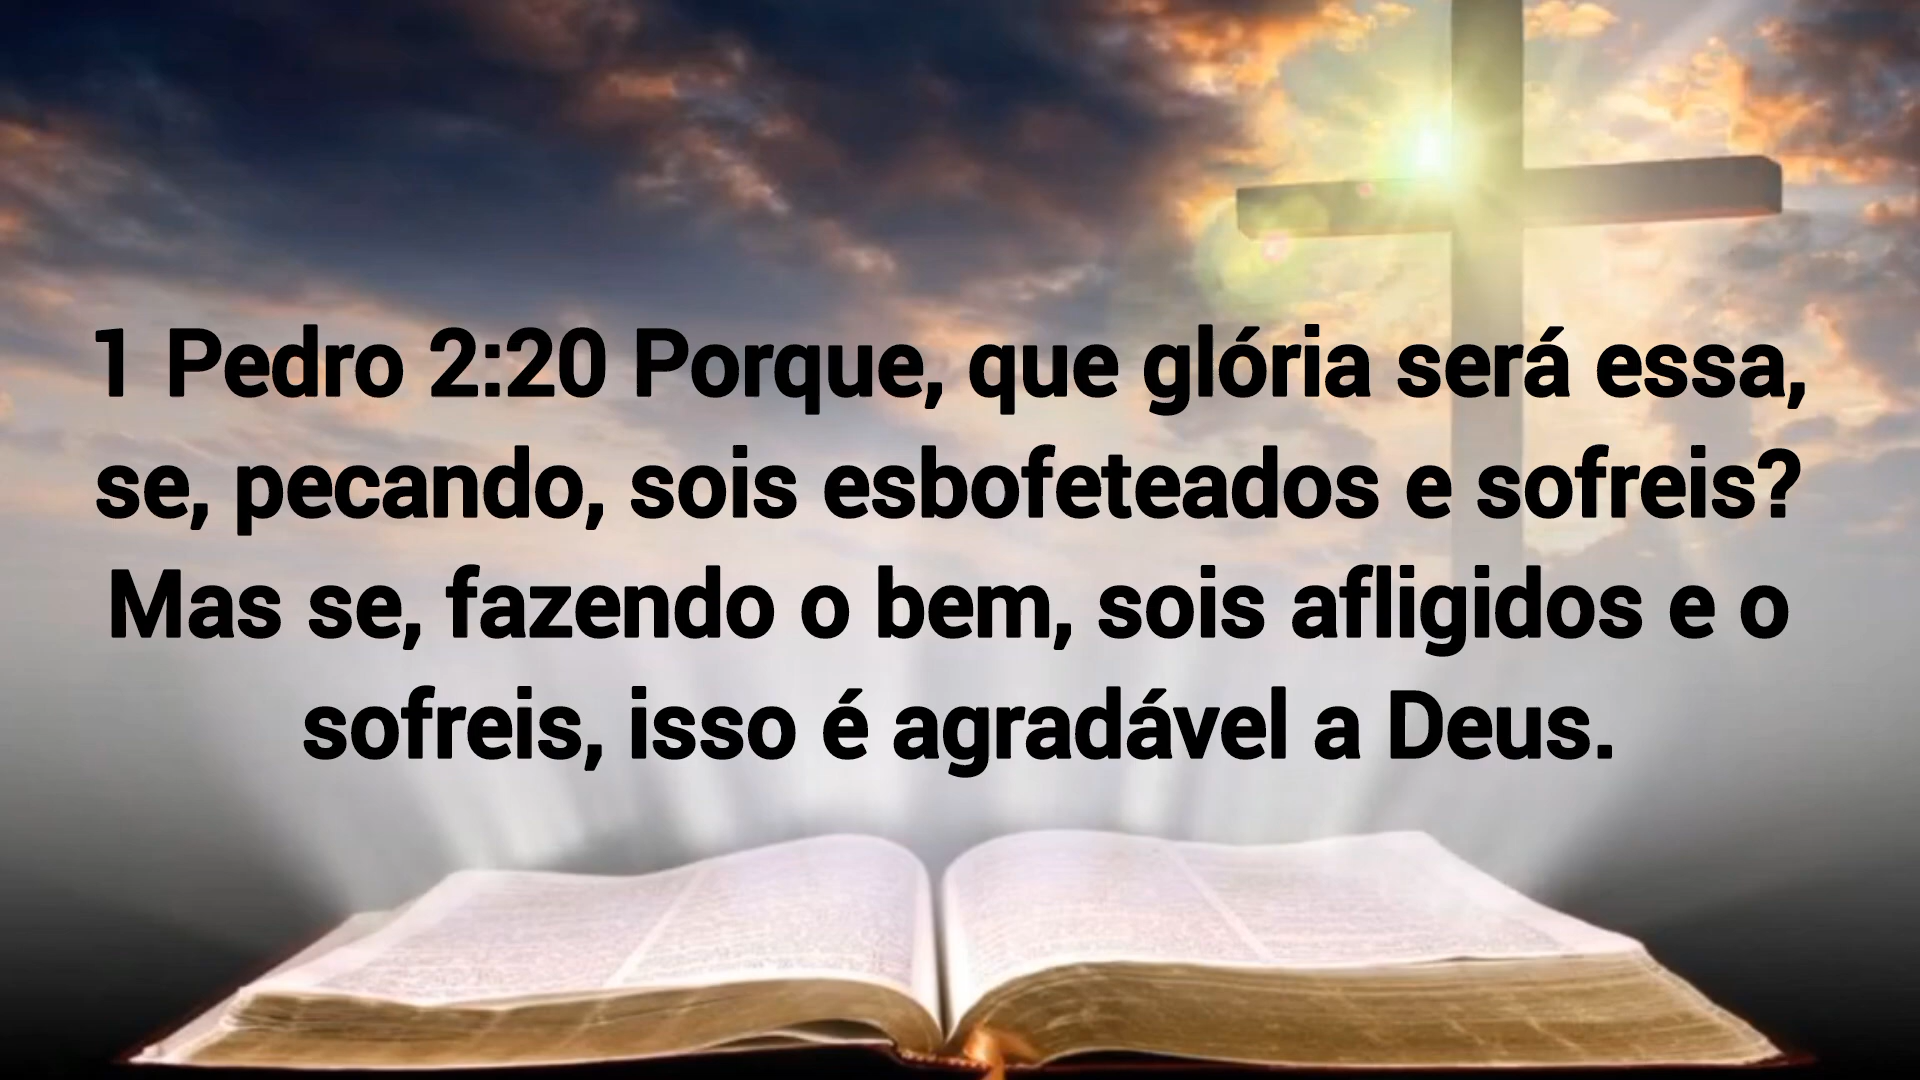 1 Pedro 2:20 Porque, que glória será essa,
se, pecando, sois esbofeteados e sofreis?
Mas se, fazendo o bem, sois afligidos e o
sofreis, isso é agradável a Deus.